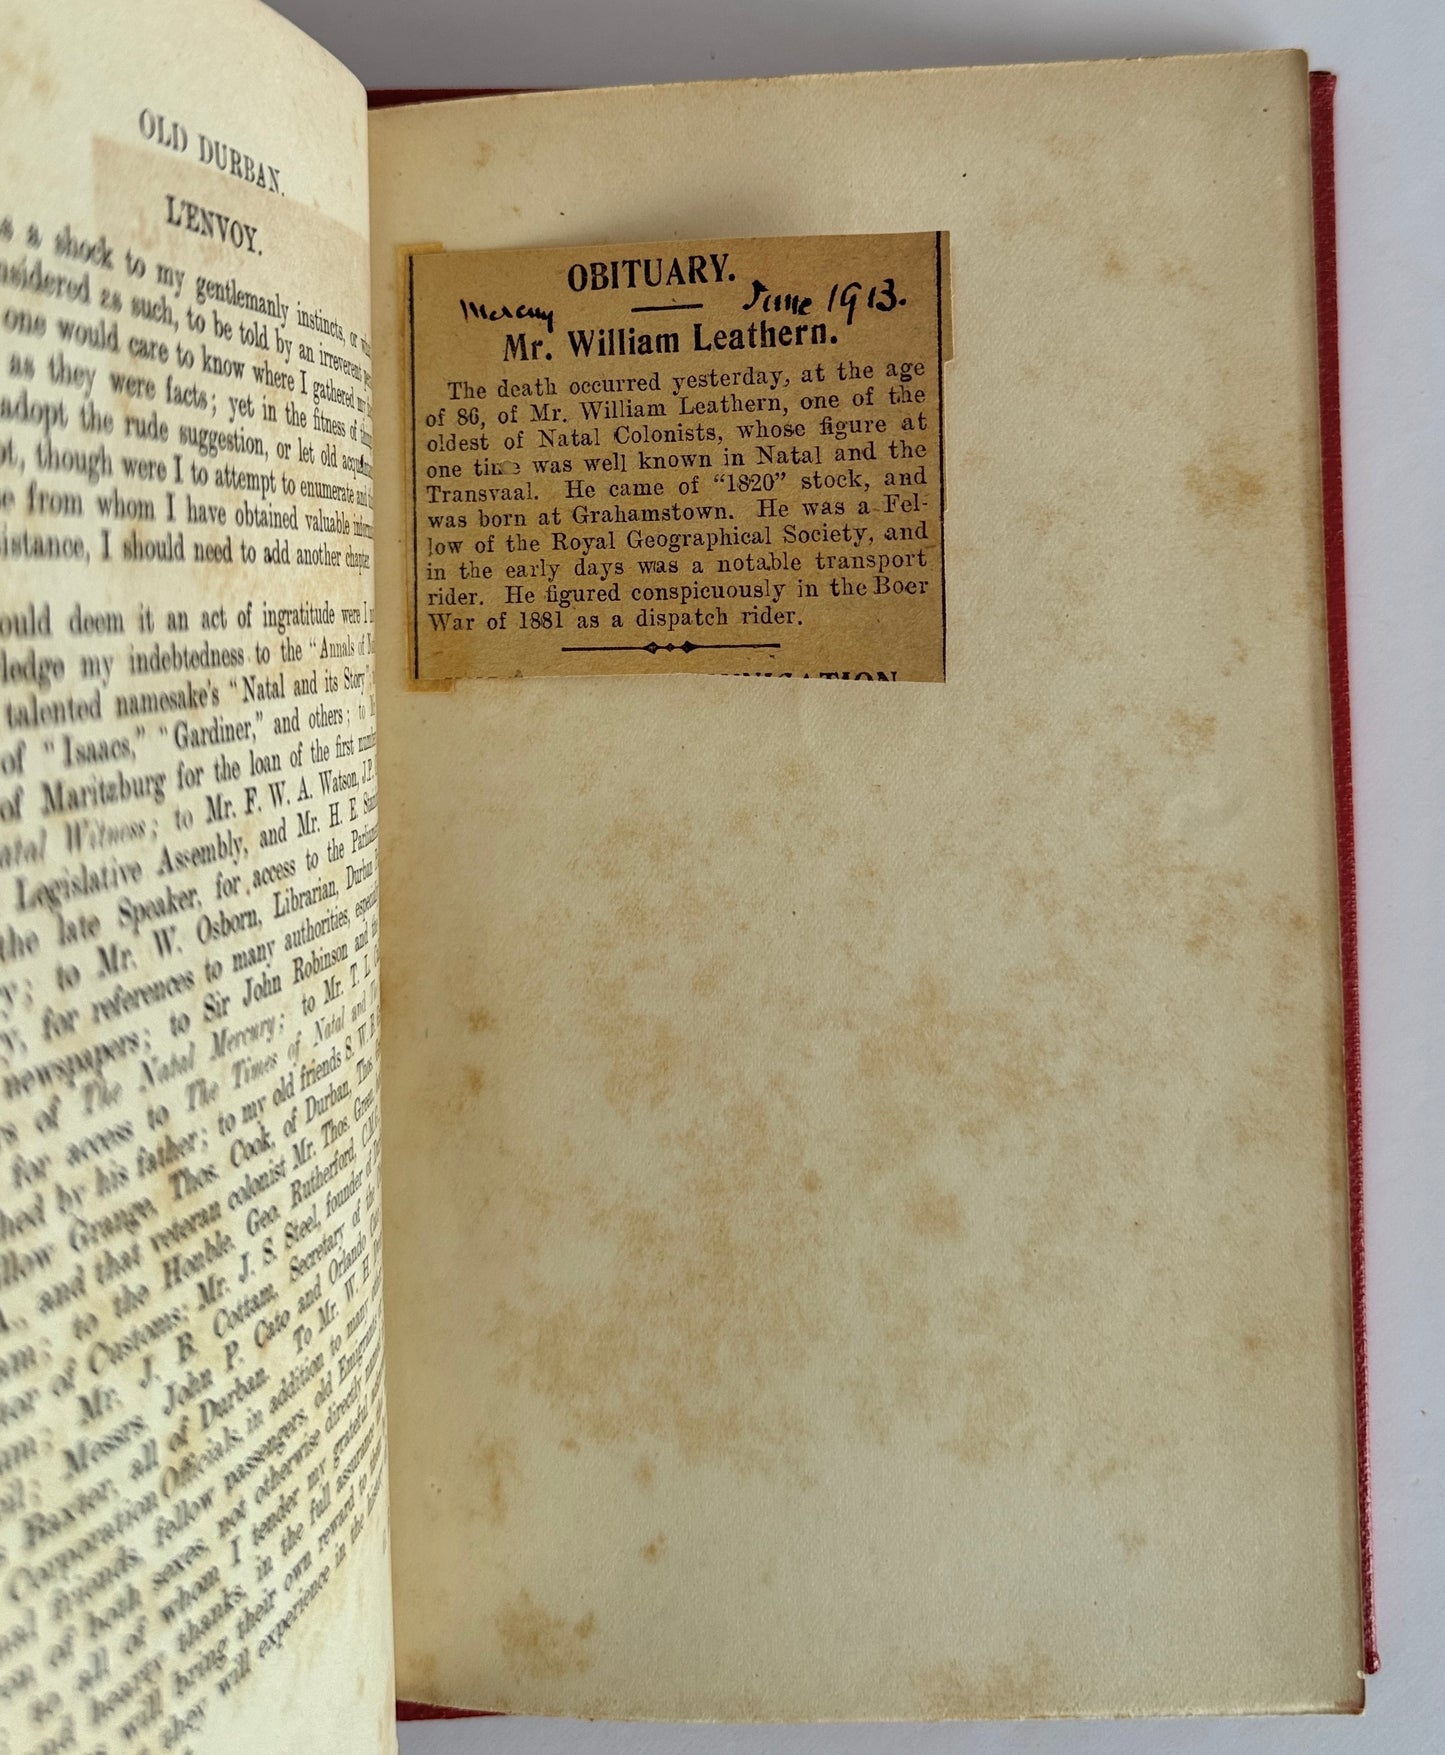 OLD DURBAN.
L'ENVOY.
s a shock to my gentlemanly instincts, or
nsidered as such, to be told by an irreverent
one would care to know where I gathered my
as they were facts; yet in the fitness of
adopt the rude suggestion, or let old
t, though were I to attempt to enumerate and
e from whom I have obtained valuable
istance, I should need to add another chapter.
ould deem it an act of ingratitude were I
ledge my indebtedness to the "Annals of
talented namesake's "Natal and its Story"
of "Isaacs," "Gardiner," and others; to
of Maritzburg for the loan of the first
atal Witness; to Mr. F. W. A. Watson, J.P.
Legislative Assembly, and Mr. H. E.
the late Speaker, for access to the
y; to Mr. W. Osborn, Librarian, Durban
y, for references to many authorities,
newspapers; to Sir John Robinson and
rs of The Natal Mercury; to Mr. T. L.
for access to The Times of Natal and
hed by his father; to my old friends S. W. B.
llow Grange, Thos. Cook, of Durban, Thos.
and that veteran colonist Mr. Thos. Green,
to the Honble. Geo. Rutherford, C.M.G.
tor of Customs; Mr. J. S. Steel, founder of
Mr. J. B. Cottam, Secretary of the
Messrs. John P. Cato and Orlando
Baxter, all of Durban. To Mr. W. H.
Corporation Officials, in addition to many
friends, fellow passengers, old Emigrants
of both sexes, not otherwise directly
to all of whom I tender my grateful
and hearty thanks, in the full assurance
will bring their own reward
they will experience in the
OBITUARY.
Mercury June 1913.
Mr. William Leathern.
The death occurred yesterday, at the age
of 86, of Mr. William Leathern, one of the
oldest of Natal Colonists, whose figure at
one time was well known in Natal and the
Transvaal. He came of "1820" stock, and
was born at Grahamstown. He was a Fel-
low of the Royal Geographical Society, and
in the early days was a notable transport
rider. He figured conspicuously in the Boer
War of 1881 as a dispatch rider.